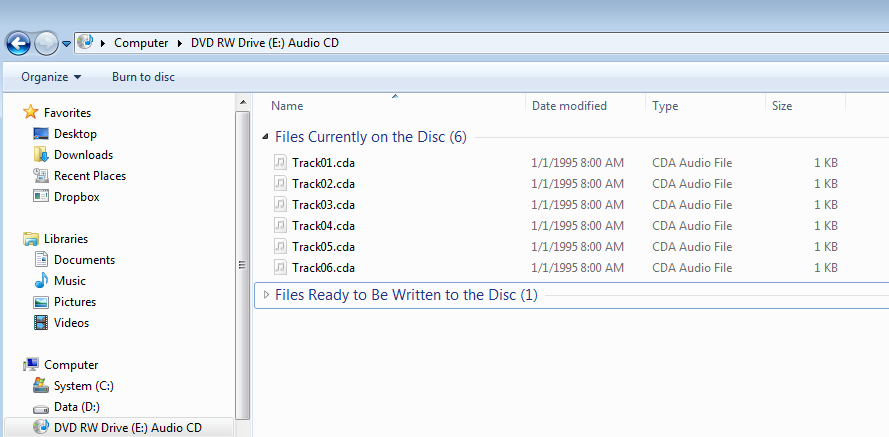 Computer DVD RW Drive (E:) Audio CD
Organize Burn to disc
Favorites
Desktop
Downloads
Recent Places
Dropbox
Libraries
Documents
Music
Pictures
Videos
Computer
System (C:)
Data (D:)
DVD RW Drive (E:) Audio CD
Name Date modified Type Size
Files Currently on the Disc (6)
Track01.cda 1/1/1995 8:00 AM CDA Audio File 1 KB
Track02.cda 1/1/1995 8:00 AM CDA Audio File 1 KB
Track03.cda 1/1/1995 8:00 AM CDA Audio File 1 KB
Track04.cda 1/1/1995 8:00 AM CDA Audio File 1 KB
Track05.cda 1/1/1995 8:00 AM CDA Audio File 1 KB
Track06.cda 1/1/1995 8:00 AM CDA Audio File 1 KB
Files Ready to Be Written to the Disc (1)